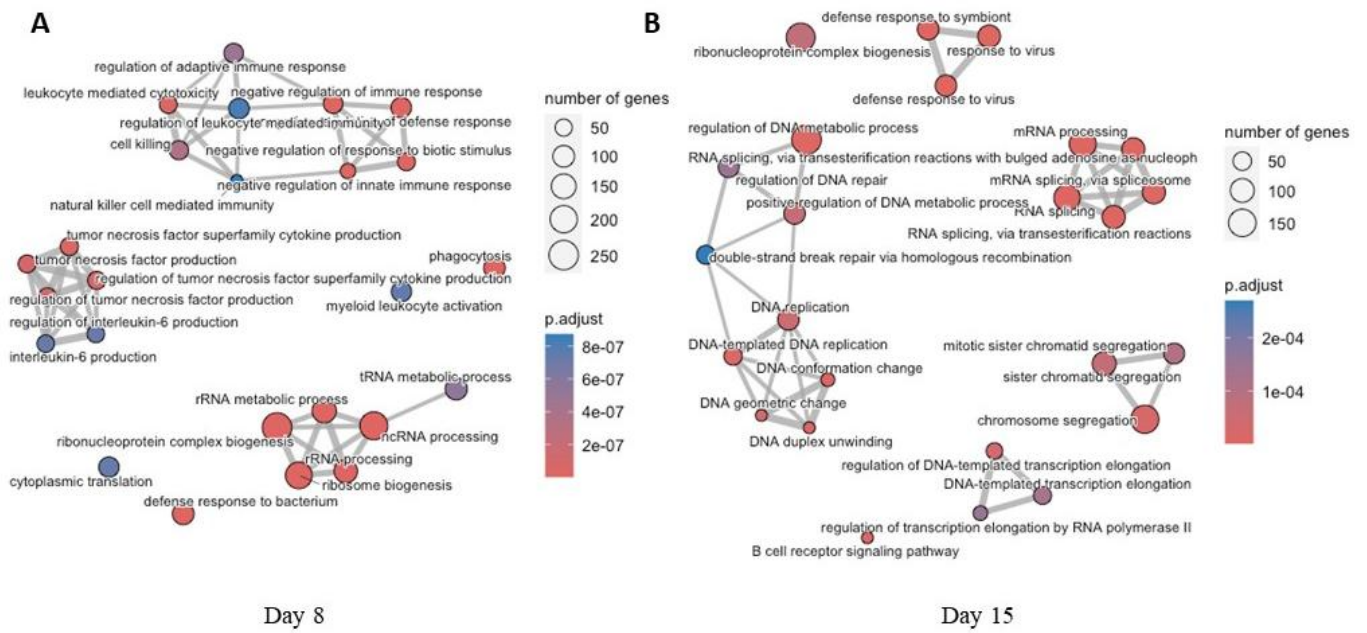 A
regulation of adaptive immune response
leukocyte mediated cytotoxicity
negative regulation of immune response
regulation of leukocyte mediated immunity
of defense response
cell killing
negative regulation of response to biotic stimulus
negative regulation of innate immune response
natural killer cell mediated immunity
tumor necrosis factor superfamily cytokine production
tumor necrosis factor production
phagocytosis
regulation of tumor necrosis factor superfamily cytokine production
regulation of tumor necrosis factor production
myeloid leukocyte activation
regulation of interleukin-6 production
interleukin-6 production
tRNA metabolic process
rRNA metabolic process
ribonucleoprotein complex biogenesis
ncRNA processing
rRNA processing
cytoplasmic translation
ribosome biogenesis
defense response to bacterium
number of genes
50
100
150
200
250
p.adjust
8e-07
6e-07
4e-07
2e-07
Day 8
B
defense response to symbiont
ribonucleoprotein complex biogenesis
response to virus
defense response to virus
regulation of DNA metabolic process
mRNA processing
RNA splicing, via transesterification reactions with bulged adenosine as nucleoph
regulation of DNA repair
mRNA splicing, via spliceosome
positive regulation of DNA metabolic process
RNA splicing
RNA splicing, via transesterification reactions
double-strand break repair via homologous recombination
DNA replication
DNA-templated DNA replication
mitotic sister chromatid segregation
DNA conformation change
sister chromatid segregation
DNA geometric change
chromosome segregation
DNA duplex unwinding
regulation of DNA-templated transcription elongation
DNA-templated transcription elongation
regulation of transcription elongation by RNA polymerase II
B cell receptor signaling pathway
number of genes
50
100
150
p.adjust
2e-04
1e-04
Day 15